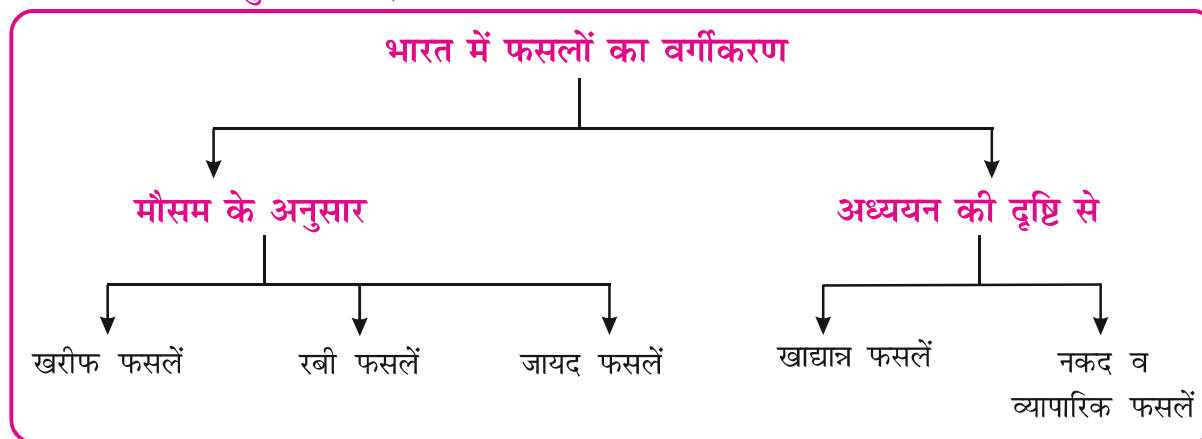 भारत में फसलों का वर्गीकरण
मौसम के अनुसार
अध्ययन की दृष्टि से
खरीफ फसलें
रबी फसलें
जायद फसलें
खाद्यान्न फसलें
नकद व
व्यापारिक फसलें